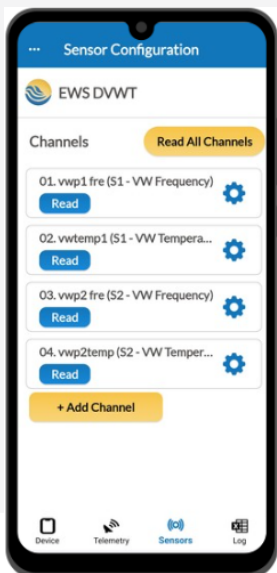 Sensor Configuration
EWS DVWT
Channels
Read All Channels
01. vwp1 fre (S1 - VW Frequency)
Read
02. vwtemp1 (S1 - VW Tempera...
Read
03. vwp2 fre (S2 - VW Frequency)
Read
04. vwp2temp (S2 - VW Temper...
Read
+ Add Channel
Device Telemetry Sensors Log